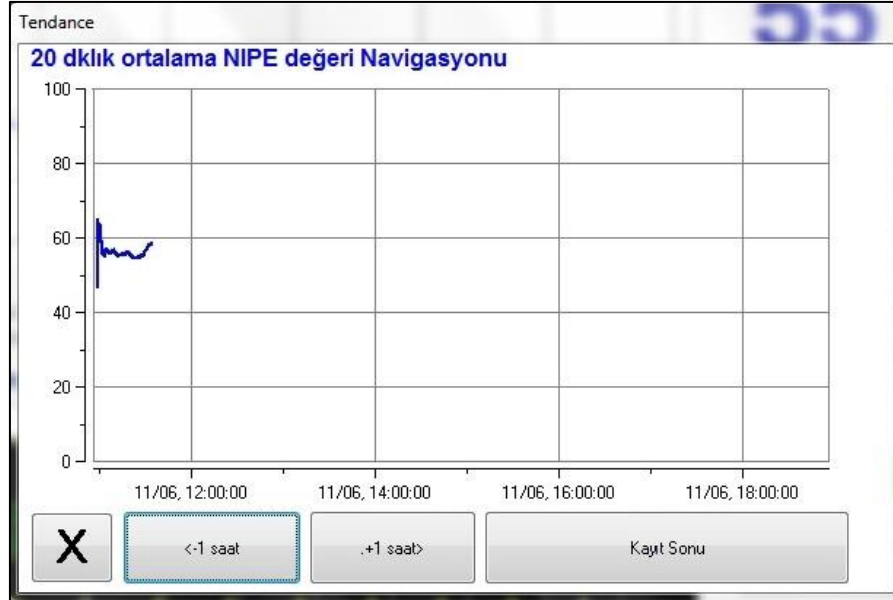 Tendance
55
20 dklık ortalama NIPE değeri Navigasyonu
100
80
60
40
20
0
11/06, 12:00:00 11/06, 14:00:00 11/06, 16:00:00 11/06, 18:00:00
X <-1 saat .+1 saat> Kayıt Sonu